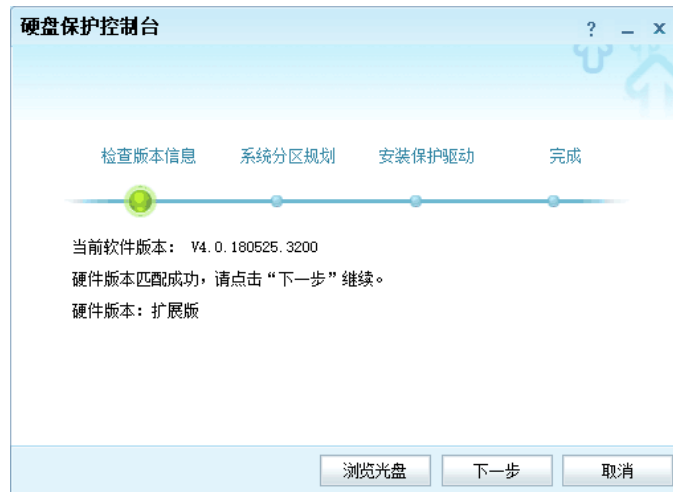 硬盘保护控制台
? _ x
检查版本信息 系统分区规划 安装保护驱动 完成
当前软件版本： V4.0.180525.3200
硬件版本匹配成功，请点击“下一步”继续。
硬件版本：扩展版
浏览光盘 下一步 取消